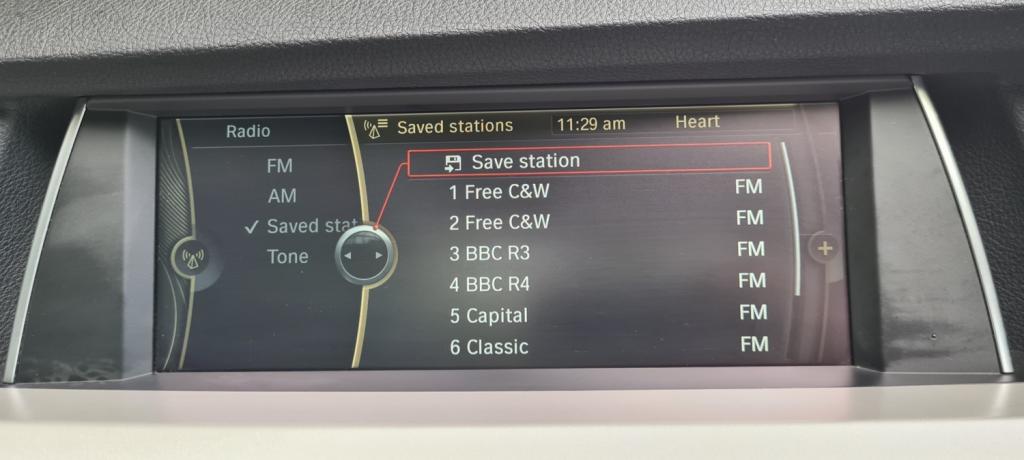 Radio
FM
AM
✓ Saved stat
Tone
Saved stations 11:29 am Heart
Save station
1 Free C&W FM
2 Free C&W FM
3 BBC R3 FM
4 BBC R4 FM
5 Capital FM
6 Classic FM